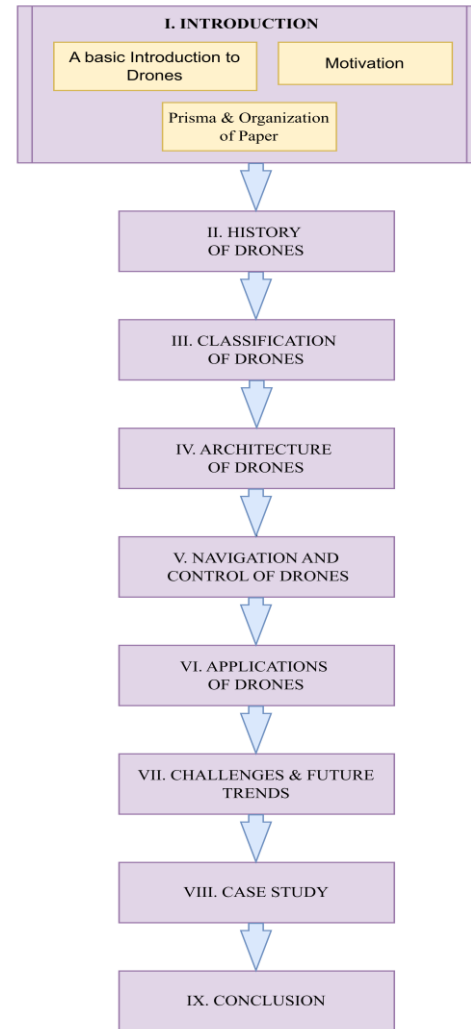 I. INTRODUCTION
A basic Introduction to
Drones
Motivation
Prisma & Organization
of Paper
II. HISTORY
OF DRONES
III. CLASSIFICATION
OF DRONES
IV. ARCHITECTURE
OF DRONES
V. NAVIGATION AND
CONTROL OF DRONES
VI. APPLICATIONS
OF DRONES
VII. CHALLENGES & FUTURE
TRENDS
VIII. CASE STUDY
IX. CONCLUSION